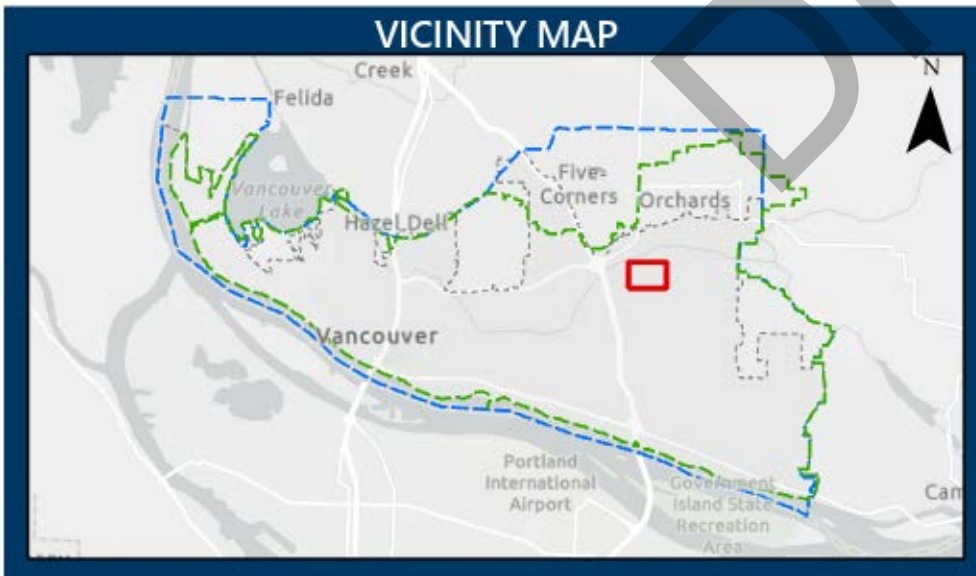 VICINITY MAP
Creek
N
Felida
Five
Corners
Orchards
Vancouver
Lake
Hazel Dell
Vancouver
Portland
International
Airport
Government
Island State
Recreation
Area
Cam